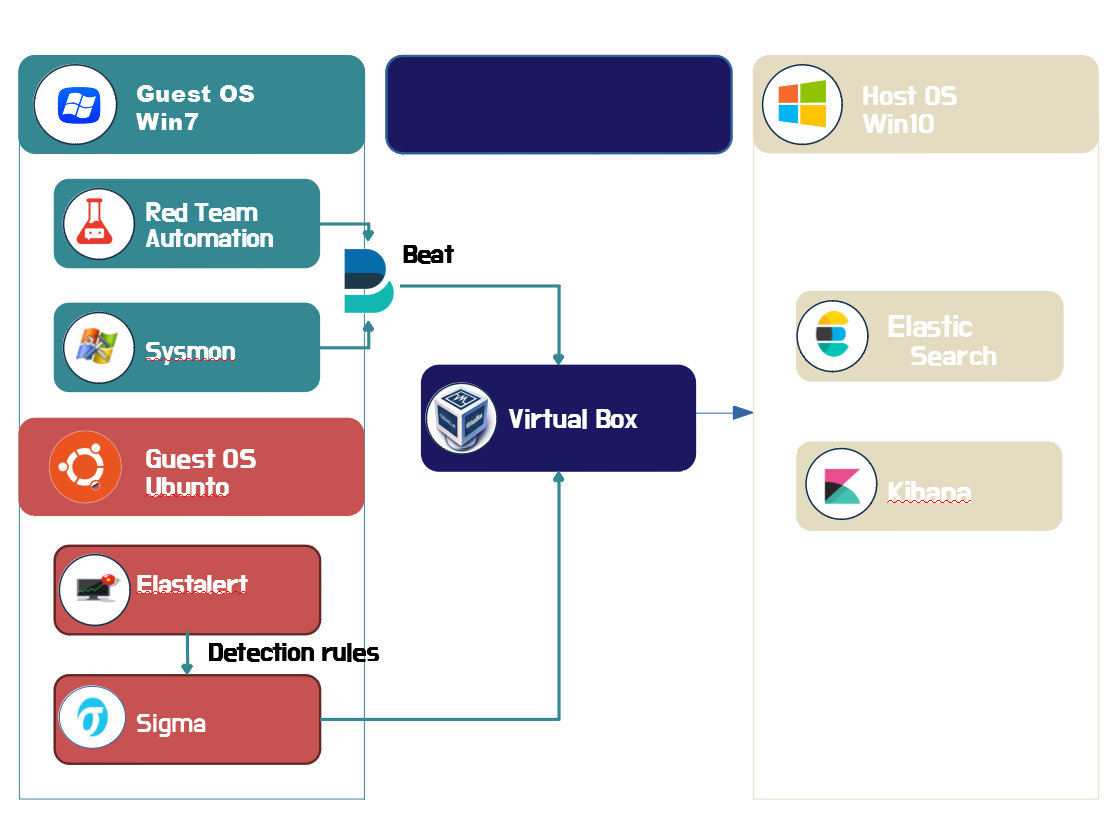 Guest OS
Win7
Host OS
Win10
Red Team
Automation
Beat
Sysmon
Elastic
Search
Virtual Box
Guest OS
Ubunto
Kibana
Elastalert
Detection rules
Sigma